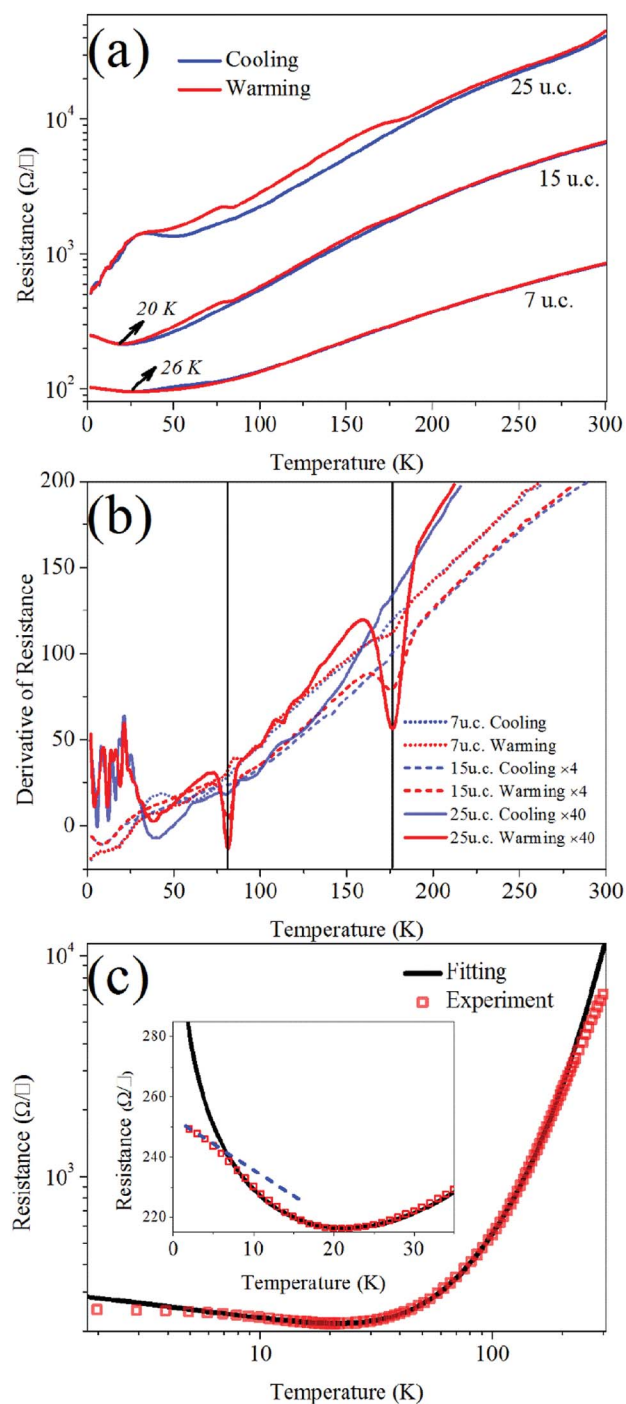 (a)
Cooling
Warming
25 u.c.
15 u.c.
7 u.c.
20 K
26 K
Resistance (Ω/□)
10⁴
10³
10²
0 50 100 150 200 250 300
Temperature (K)
(b)
Derivative of Resistance
200
150
100
50
0
7u.c. Cooling
7u.c. Warming
15u.c. Cooling ×4
15u.c. Warming ×4
25u.c. Cooling ×40
25u.c. Warming ×40
0 50 100 150 200 250 300
Temperature (K)
(c)
Fitting
Experiment
Resistance (Ω/□)
10⁴
10³
Resistance (Ω/□)
280
260
240
220
0 10 20 30
Temperature (K)
10 100
Temperature (K)